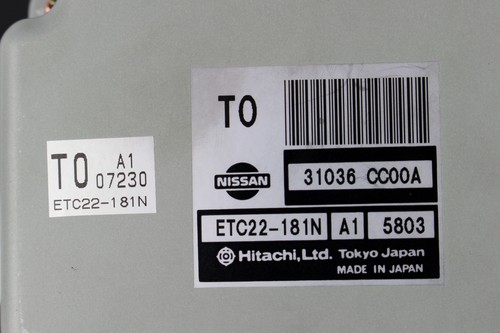 TO A1
07230
ETC22-181N
TO
NISSAN
31036 CC00A
ETC22-181N A1 5803
Hitachi,Ltd. Tokyo Japan
MADE IN JAPAN